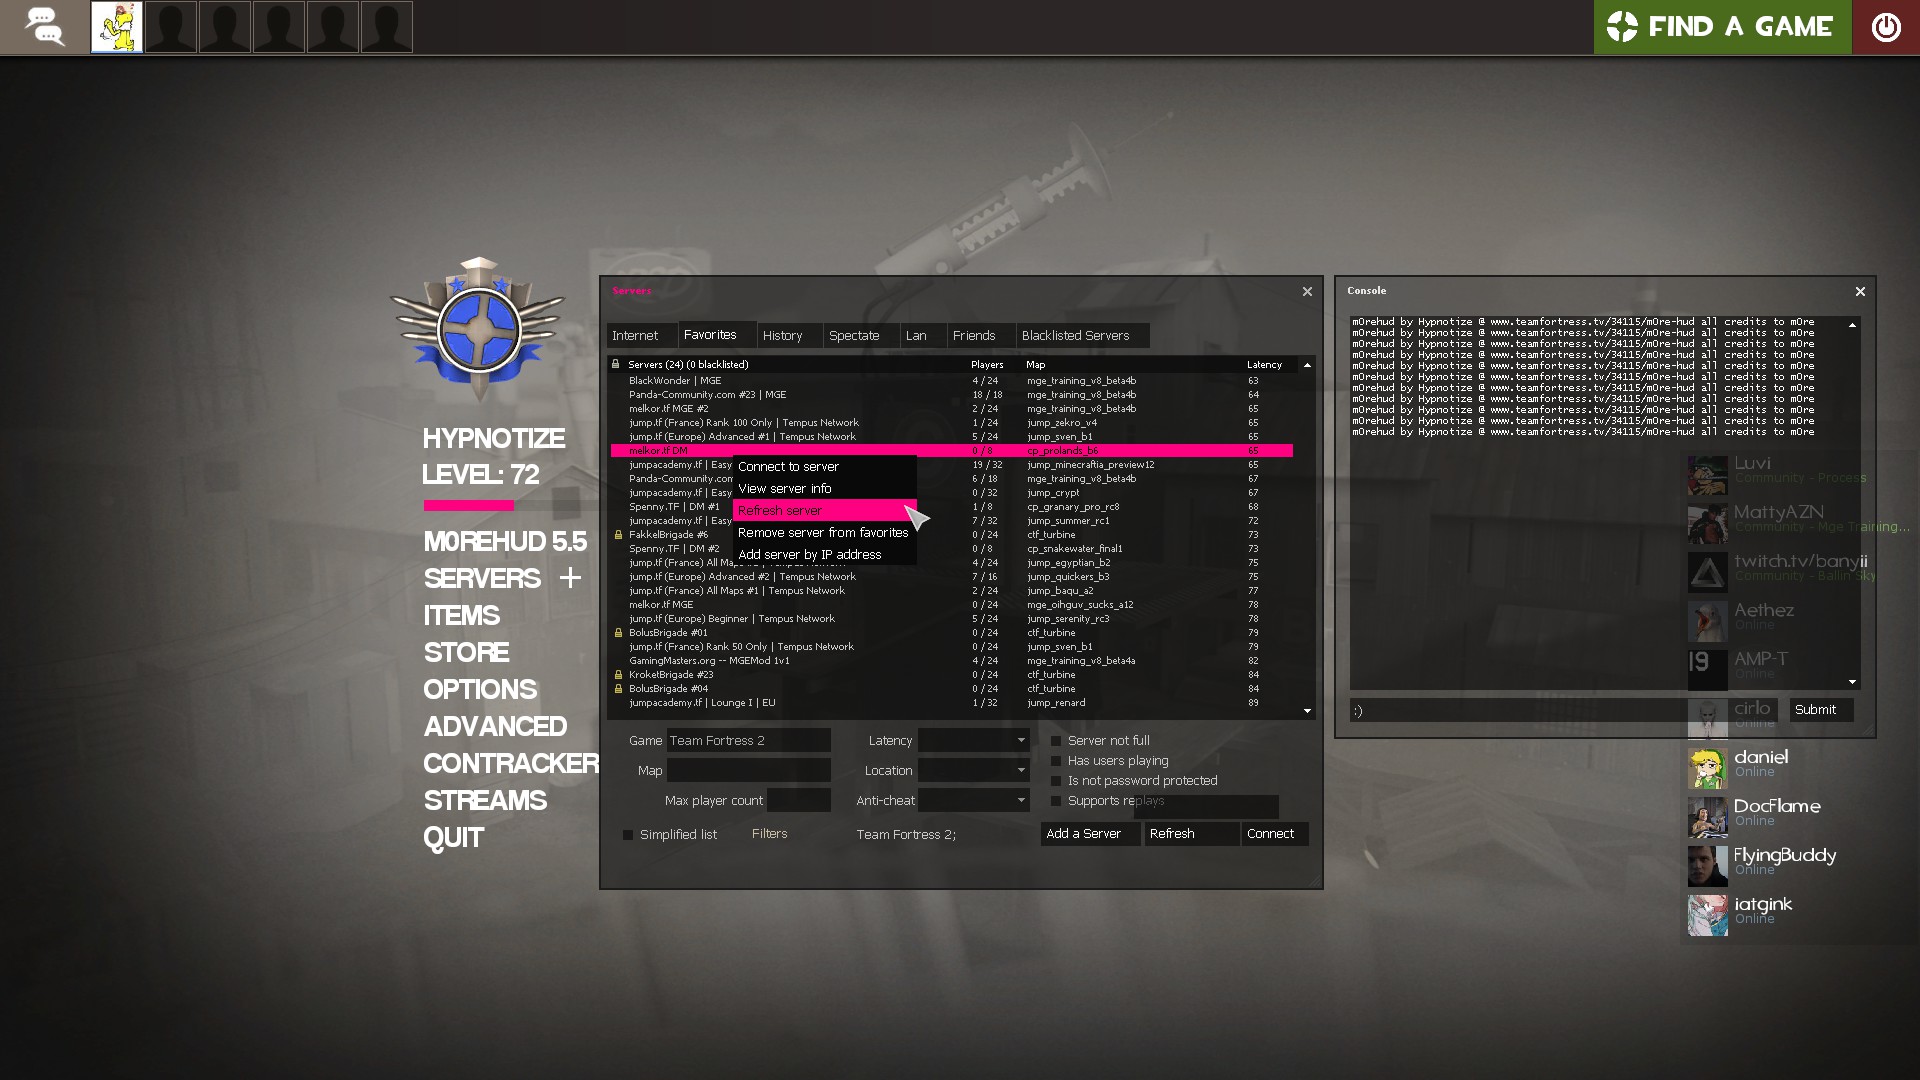 FIND A GAME
HYPNOTIZE
LEVEL: 72
M0REHUD 5.5
SERVERS +
ITEMS
STORE
OPTIONS
ADVANCED
CONTRACKER
STREAMS
QUIT
Servers
Internet Favorites History Spectate Lan Friends Blacklisted Servers
Servers (24) (0 blacklisted) Players Map Latency
BlackWonder | MGE 4 / 24 mge_training_v8_beta4b 63
Panda-Community.com #23 | MGE 18 / 18 mge_training_v8_beta4b 64
melkor.tf MGE #2 2 / 24 mge_training_v8_beta4b 65
jump.tf (France) Rank 100 Only | Tempus Network 1 / 24 jump_zekro_v4 65
jump.tf (Europe) Advanced #1 | Tempus Network 5 / 24 jump_sven_b1 65
melkor.tf DM 0 / 8 cp_prolands_b6 65
jumpacademy.tf | Easy 19 / 32 jump_minecraftia_preview12 65
Panda-Community.com 6 / 18 mge_training_v8_beta4b 67
jumpacademy.tf | Easy 0 / 32 jump_crypt 67
Spenny.TF | DM #1 1 / 8 cp_granary_pro_rc8 68
jumpacademy.tf | Easy 7 / 32 jump_summer_rc1 72
FakkelBrigade #6 0 / 24 ctf_turbine 73
Spenny.TF | DM #2 0 / 8 cp_snakewater_final1 73
jump.tf (France) All Maps 4 / 24 jump_egyptian_b2 75
jump.tf (Europe) Advanced #2 | Tempus Network 7 / 16 jump_quickers_b3 75
jump.tf (France) All Maps #1 | Tempus Network 2 / 24 jump_baqu_a2 77
melkor.tf MGE 0 / 24 mge_oihguv_sucks_a12 78
jump.tf (Europe) Beginner | Tempus Network 5 / 24 jump_serenity_rc3 78
BolusBrigade #01 0 / 24 ctf_turbine 79
jump.tf (France) Rank 50 Only | Tempus Network 0 / 24 jump_sven_b1 79
GamingMasters.org -- MGEMod 1v1 4 / 24 mge_training_v8_beta4a 82
KroketBrigade #23 0 / 24 ctf_turbine 84
BolusBrigade #04 0 / 24 ctf_turbine 84
jumpacademy.tf | Lounge I | EU 1 / 32 jump_renard 89
Connect to server
View server info
Refresh server
Remove server from favorites
Add server by IP address
Game Team Fortress 2 Latency Server not full
Has users playing
Map Location Is not password protected
Max player count Anti-cheat Supports replays
Simplified list Filters Team Fortress 2; Add a Server Refresh Connect
Console
m0rehud by Hypnotize @ www.teamfortress.tv/34115/m0re-hud all credits to m0re
m0rehud by Hypnotize @ www.teamfortress.tv/34115/m0re-hud all credits to m0re
m0rehud by Hypnotize @ www.teamfortress.tv/34115/m0re-hud all credits to m0re
m0rehud by Hypnotize @ www.teamfortress.tv/34115/m0re-hud all credits to m0re
m0rehud by Hypnotize @ www.teamfortress.tv/34115/m0re-hud all credits to m0re
m0rehud by Hypnotize @ www.teamfortress.tv/34115/m0re-hud all credits to m0re
m0rehud by Hypnotize @ www.teamfortress.tv/34115/m0re-hud all credits to m0re
m0rehud by Hypnotize @ www.teamfortress.tv/34115/m0re-hud all credits to m0re
m0rehud by Hypnotize @ www.teamfortress.tv/34115/m0re-hud all credits to m0re
m0rehud by Hypnotize @ www.teamfortress.tv/34115/m0re-hud all credits to m0re
m0rehud by Hypnotize @ www.teamfortress.tv/34115/m0re-hud all credits to m0re
:) Submit
Luvi
Community - Process
MattyAZN
Community - Mge Training...
twitch.tv/banyii
Community - Ballin Sky
Aethez
Online
19
AMP-T
Online
cirlo
Online
daniel
Online
DocFlame
Online
FlyingBuddy
Online
iatgink
Online